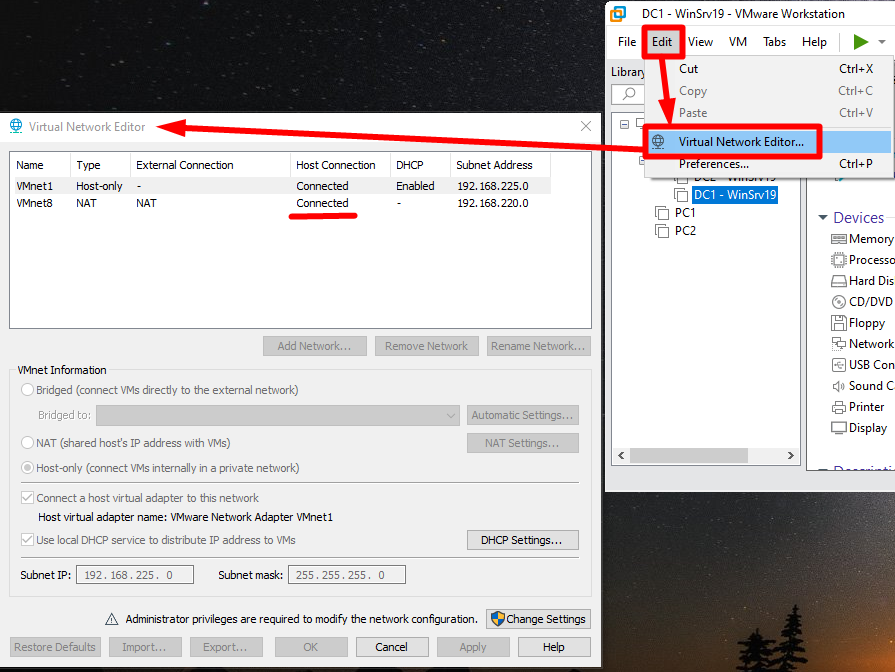 DC1 - WinSrv19 - VMware Workstation
File Edit View VM Tabs Help
Library
Cut Ctrl+X
Copy Ctrl+C
Paste Ctrl+V
Virtual Network Editor...
Preferences... Ctrl+P
DC2 - WinSrv19
DC1 - WinSrv19
PC1
PC2
Devices
Memory
Processo
Hard Dis
CD/DVD
Floppy
Network
USB Con
Sound C
Printer
Display
Descriptio
Virtual Network Editor
Name Type External Connection Host Connection DHCP Subnet Address
VMnet1 Host-only - Connected Enabled 192.168.225.0
VMnet8 NAT NAT Connected - 192.168.220.0
Add Network... Remove Network Rename Network...
VMnet Information
Bridged (connect VMs directly to the external network)
Bridged to: Automatic Settings...
NAT (shared host's IP address with VMs) NAT Settings...
Host-only (connect VMs internally in a private network)
Connect a host virtual adapter to this network
Host virtual adapter name: VMware Network Adapter VMnet1
Use local DHCP service to distribute IP address to VMs DHCP Settings...
Subnet IP: 192.168.225. 0 Subnet mask: 255.255.255. 0
Administrator privileges are required to modify the network configuration. Change Settings
Restore Defaults Import... Export... OK Cancel Apply Help